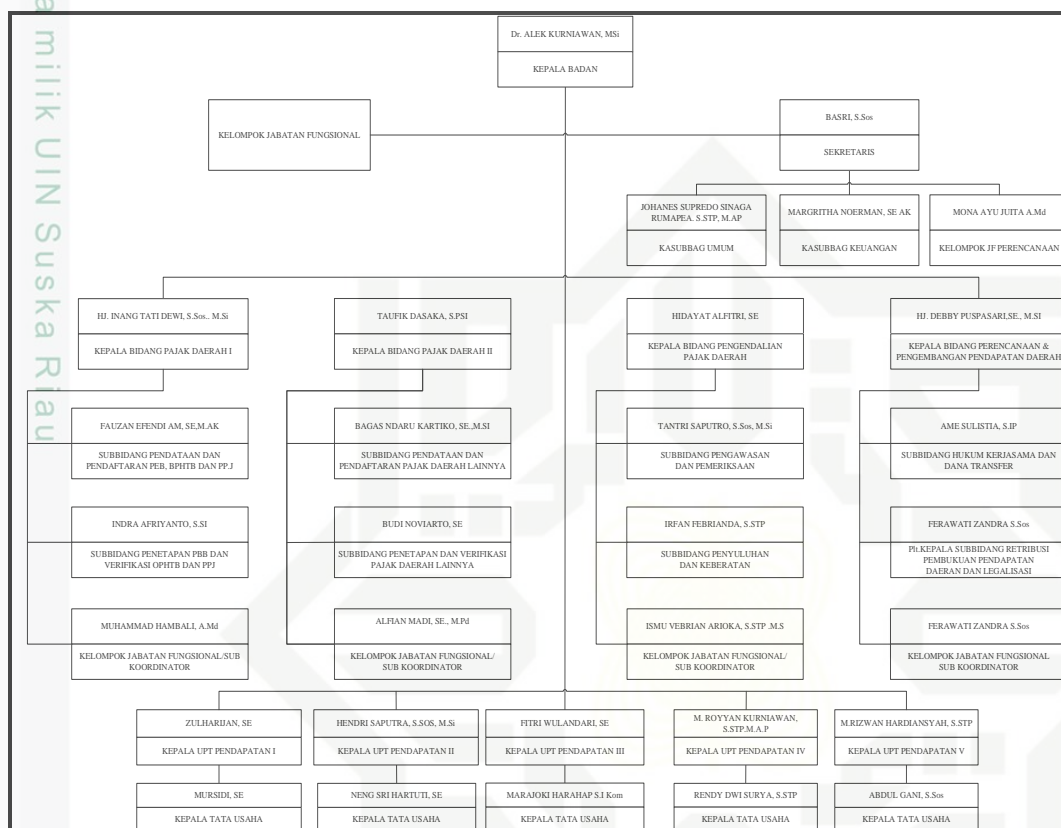 a milik UIN Suska Riau
Dr. ALEK KURNIAWAN, MSi
KEPALA BADAN
KELOMPOK JABATAN FUNGSIONAL
BASRI, S.Sos
SEKRETARIS
JOHANES SUPREDO SINAGA
RUMAPEA. S.STP, M.AP
KASUBBAG UMUM
MARGRITHA NOERMAN, SE AK
KASUBBAG KEUANGAN
MONA AYU JUITA A.Md
KELOMPOK JF PERENCANAAN
HJ. INANG TATI DEWI, S.Sos.. M.Si
KEPALA BIDANG PAJAK DAERAH I
TAUFIK DASAKA, S.PSI
KEPALA BIDANG PAJAK DAERAH II
HIDAYAT ALFITRI, SE
KEPALA BIDANG PENGENDALIAN
PAJAK DAERAH
HJ. DEBBY PUSPASARI,SE., M.SI
KEPALA BIDANG PERENCANAAN &
PENGEMBANGAN PENDAPATAN DAERAH
FAUZAN EFENDI AM, SE,M.AK
SUBBIDANG PENDATAAN DAN
PENDAFTARAN PEB, BPHTB DAN PP.J
BAGAS NDARU KARTIKO, SE.,M.SI
SUBBIDANG PENDATAAN DAN
PENDAFTARAN PAJAK DAERAH LAINNYA
TANTRI SAPUTRO, S.Sos, M.Si
SUBBIDANG PENGAWASAN
DAN PEMERIKSAAN
AME SULISTIA, S.IP
SUBBIDANG HUKUM KERJASAMA DAN
DANA TRANSFER
INDRA AFRIYANTO, S.SI
SUBBIDANG PENETAPAN PBB DAN
VERIFIKASI OPHTB DAN PPJ
BUDI NOVIARTO, SE
SUBBIDANG PENETAPAN DAN VERIFIKASI
PAJAK DAERAH LAINNYA
IRFAN FEBRIANDA, S.STP
SUBBIDANG PENYULUHAN
DAN KEBERATAN
FERAWATI ZANDRA S.Sos
Plt.KEPALA SUBBIDANG RETRIBUSI
PEMBUKUAN PENDAPATAN
DAERAN DAN LEGALISASI
MUHAMMAD HAMBALI, A.Md
KELOMPOK JABATAN FUNGSIONAL/SUB
KOORDINATOR
ALFIAN MADI, SE., M.Pd
KELOMPOK JABATAN FUNGSIONAL/
SUB KOORDINATOR
ISMU VEBRIAN ARIOKA, S.STP .M.S
KELOMPOK JABATAN FUNGSIONAL/
SUB KOORDINATOR
FERAWATI ZANDRA S.Sos
KELOMPOK JABATAN FUNGSIONAL
SUB KOORDINATOR
ZULHARIJAN, SE
KEPALA UPT PENDAPATAN I
HENDRI SAPUTRA, S.SOS, M.Si
KEPALA UPT PENDAPATAN II
FITRI WULANDARI, SE
KEPALA UPT PENDAPATAN III
M. ROYYAN KURNIAWAN,
S.STP.M.A.P
KEPALA UPT PENDAPATAN IV
M.RIZWAN HARDIANSYAH, S.STP
KEPALA UPT PENDAPATAN V
MURSIDI, SE
KEPALA TATA USAHA
NENG SRI HARTUTI, SE
KEPALA TATA USAHA
MARAJOKI HARAHAP S.I Kom
KEPALA TATA USAHA
RENDY DWI SURYA, S.STP
KEPALA TATA USAHA
ABDUL GANI, S.Sos
KEPALA TATA USAHA